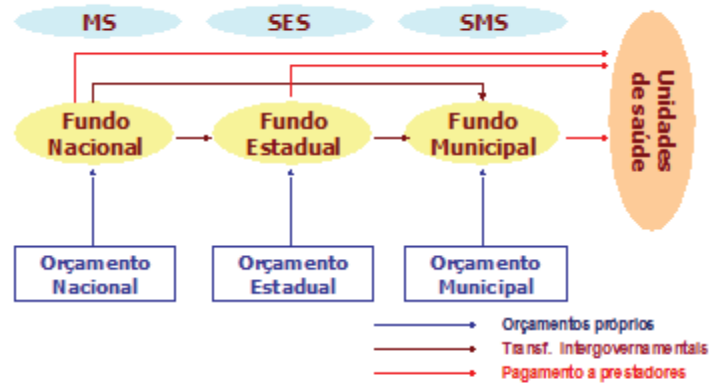 MS
SES
SMS
Unidades
de saúde
Fundo
Nacional
Fundo
Estadual
Fundo
Municipal
Orçamento
Nacional
Orçamento
Estadual
Orçamento
Municipal
Orçamentos próprios
Transf. Intergovernamentais
Pagamento a prestadores